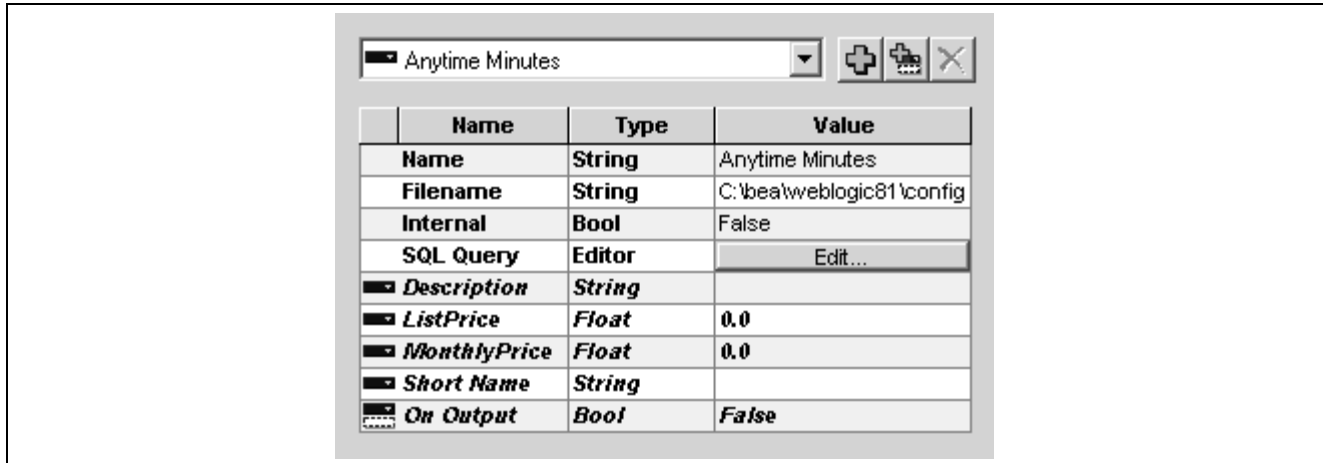 Anytime Minutes
Name Type Value
Name String Anytime Minutes
Filename String C:\bea\weblogic81\config
Internal Bool False
SQL Query Editor Edit...
Description String
ListPrice Float 0.0
MonthlyPrice Float 0.0
Short Name String
On Output Bool False